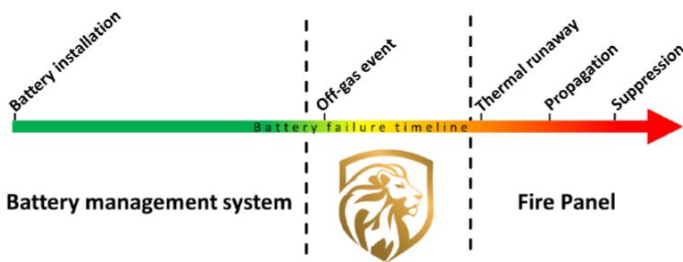 Battery installation
Off-gas event
Thermal runaway
Propagation
Suppression
Battery failure timeline
Battery management system
Fire Panel